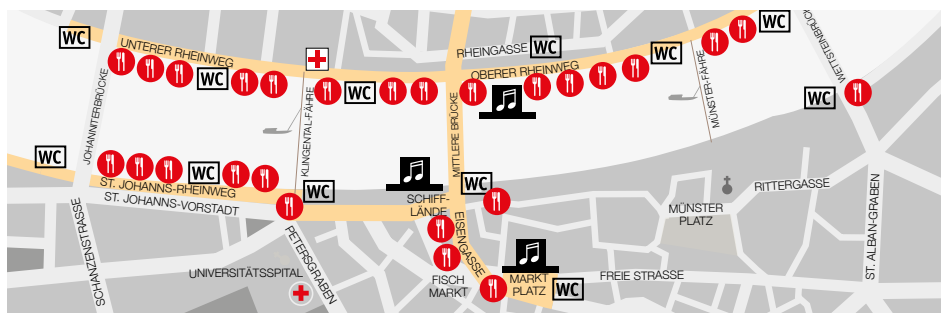 WC
UNTERER RHEINWEG
RHEINGASSE
WC
WC
WC
OBERER RHEINWEG
WC
WC
WETTSTEINBRÜCKE
WC
JOHANNITERBRÜCKE
KLINGENTAL-FÄHRE
MITTLERE BRÜCKE
MÜNSTER-FÄHRE
WC
WC
ST. JOHANNS-RHEINWEG
WC
WC
ST. JOHANNS-VORSTADT
SCHIFF-
LÄNDE
RITTERGASSE
MÜNSTER
PLATZ
SCHANZENSTRASSE
PETERSGRABEN
EISENGASSE
ST. ALBAN-GRABEN
UNIVERSITÄTSSPITAL
FISCH
MARKT
MARKT
PLATZ
WC
FREIE STRASSE